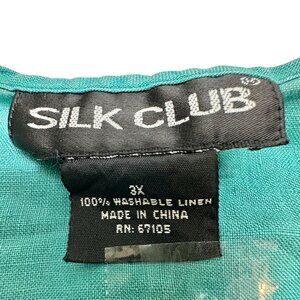 SILK CLUB
3X
100% WASHABLE LINEN
MADE IN CHINA
RN: 67105